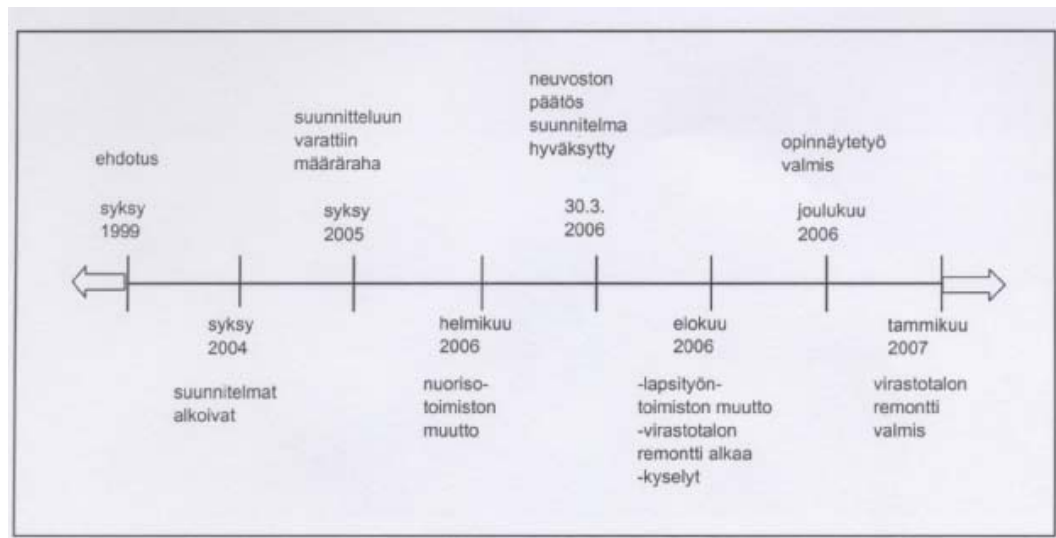 ehdotus
syksy
1999
syksy
2004
suunnitelmat
alkoivat
suunnitteluun
varattiin
määräraha
syksy
2005
helmikuu
2006
nuoriso-
toimiston
muutto
neuvoston
päätös
suunnitelma
hyväksytty
30.3.
2006
elokuu
2006
-lapsityön-
toimiston muutto
-virastotalon
remontti alkaa
-kyselyt
opinnäytetyö
valmis
joulukuu
2006
tammikuu
2007
virastotalon
remontti
valmis